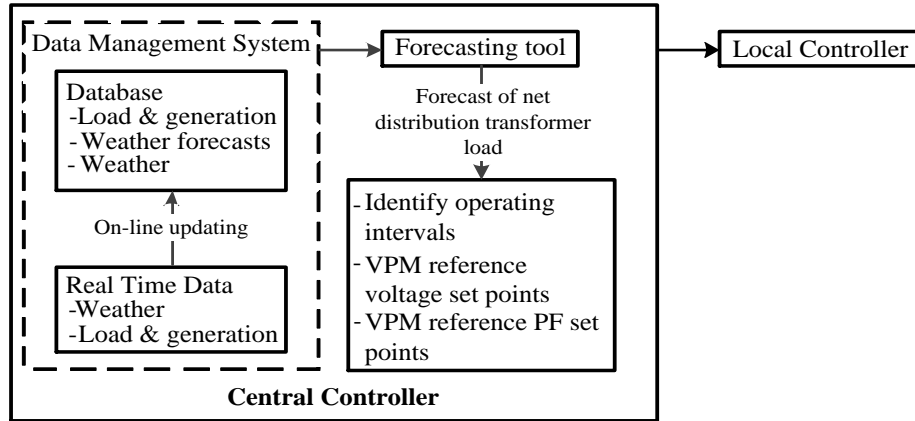 Data Management System
Database
-Load & generation
-Weather forecasts
-Weather
On-line updating
Real Time Data
-Weather
-Load & generation
Forecasting tool
Forecast of net
distribution transformer
load
- Identify operating
intervals
- VPM reference
voltage set points
- VPM reference PF set
points
Central Controller
Local Controller